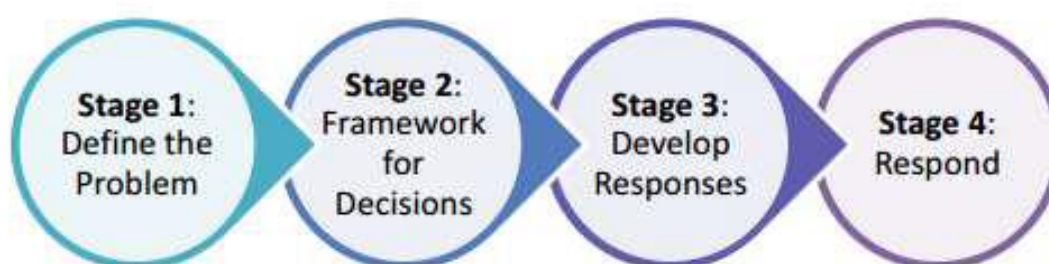 Stage 1:
Define the
Problem
Stage 2:
Framework
for
Decisions
Stage 3:
Develop
Responses
Stage 4:
Respond